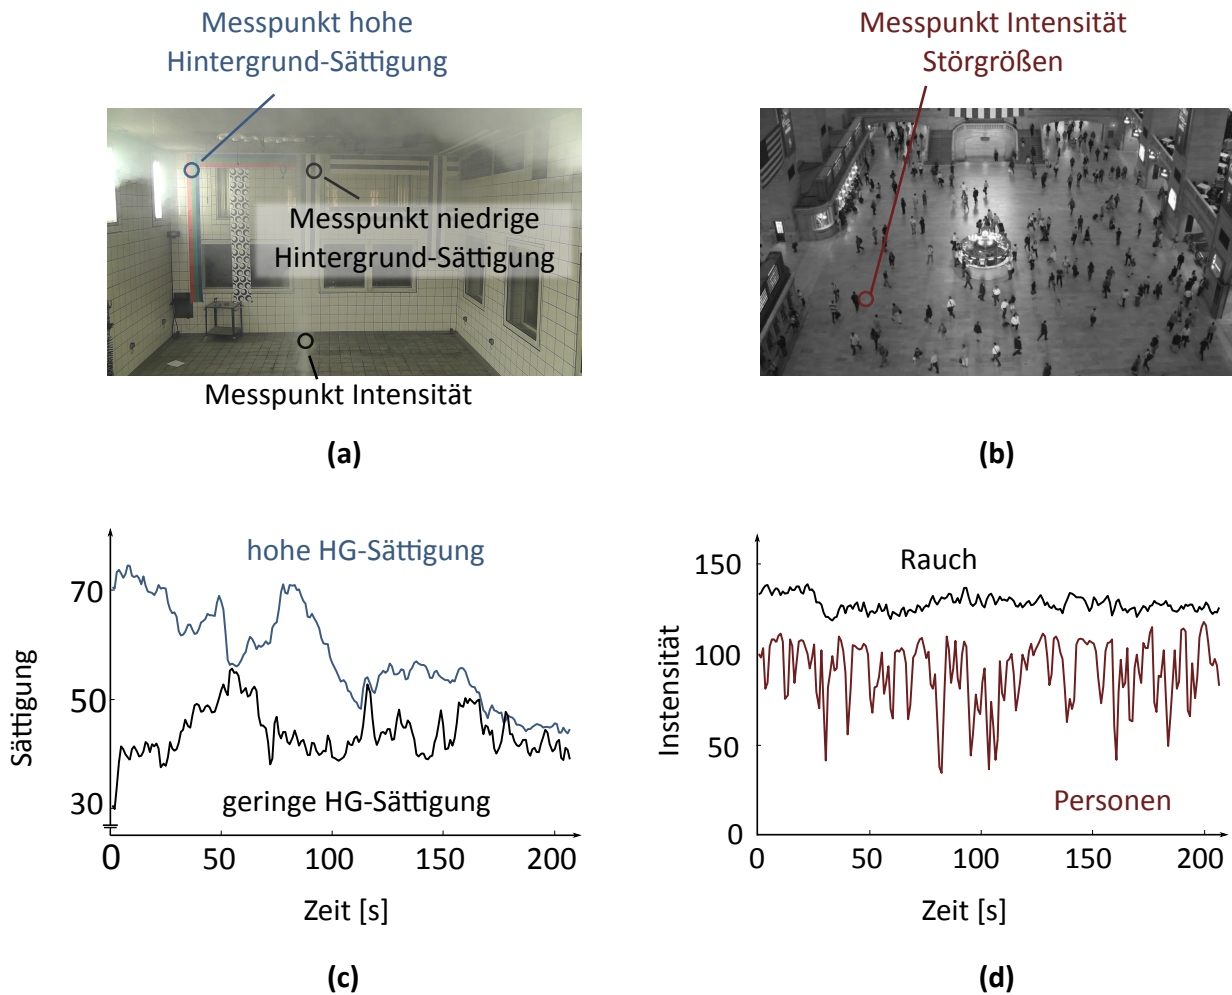 Messpunkt hohe
Hintergrund-Sättigung
Messpunkt niedrige
Hintergrund-Sättigung
Messpunkt Intensität
(a)
Messpunkt Intensität
Störgrößen
(b)
Sättigung
70
50
30
hohe HG-Sättigung
geringe HG-Sättigung
0
50
100
150
200
Zeit [s]
(c)
Instensität
150
100
50
0
Rauch
Personen
0
50
100
150
200
Zeit [s]
(d)